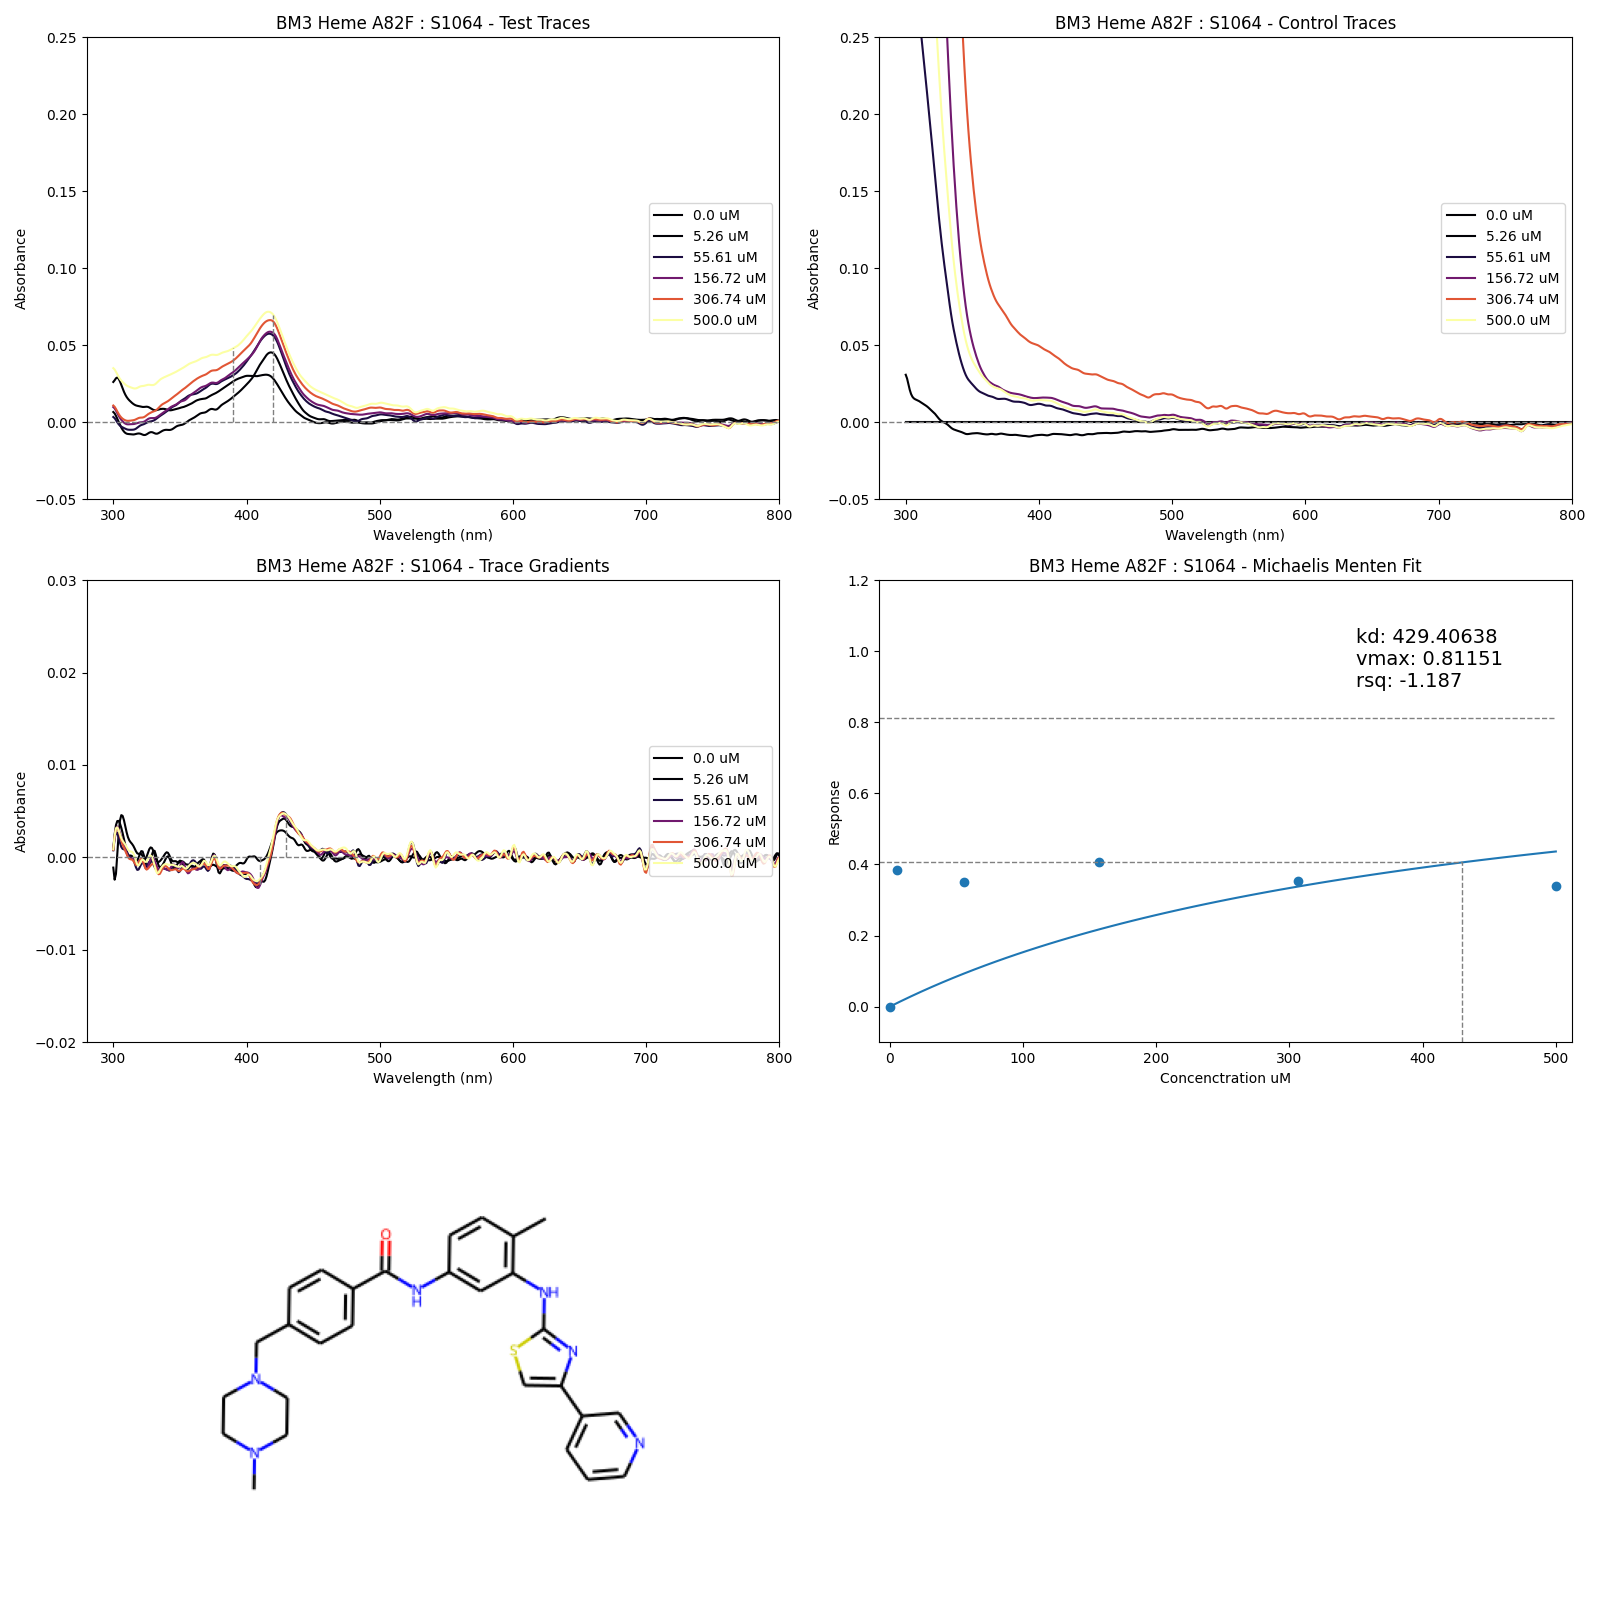 BM3 Heme A82F : S1064 - Test Traces
0.25
0.20
0.15
0.10
0.05
0.00
−0.05
Absorbance
300 400 500 600 700 800
Wavelength (nm)
0.0 uM
5.26 uM
55.61 uM
156.72 uM
306.74 uM
500.0 uM
BM3 Heme A82F : S1064 - Control Traces
0.25
0.20
0.15
0.10
0.05
0.00
−0.05
Absorbance
300 400 500 600 700 800
Wavelength (nm)
0.0 uM
5.26 uM
55.61 uM
156.72 uM
306.74 uM
500.0 uM
BM3 Heme A82F : S1064 - Trace Gradients
0.03
0.02
0.01
0.00
−0.01
−0.02
Absorbance
300 400 500 600 700 800
Wavelength (nm)
0.0 uM
5.26 uM
55.61 uM
156.72 uM
306.74 uM
500.0 uM
BM3 Heme A82F : S1064 - Michaelis Menten Fit
1.2
1.0
0.8
0.6
0.4
0.2
0.0
Response
0 100 200 300 400 500
Concenctration uM
kd: 429.40638
vmax: 0.81151
rsq: -1.187
O
N
H
NH
S
N
N
N
N